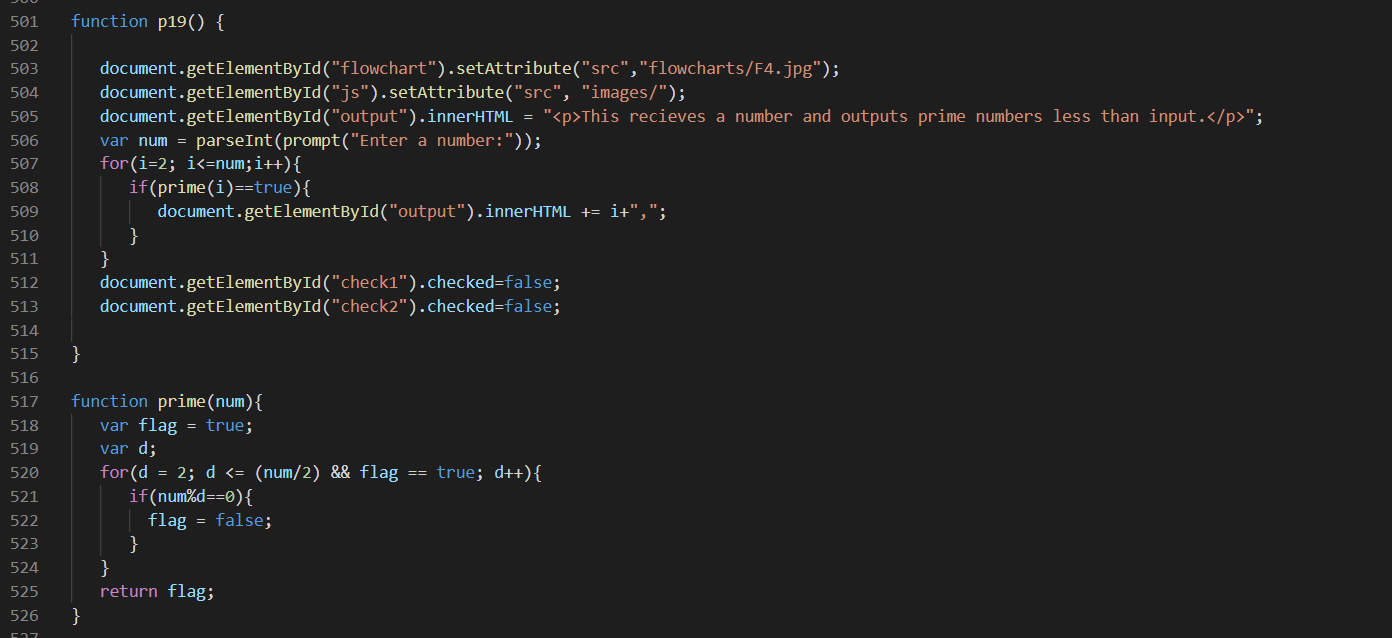 501 function p19() {
502
503 document.getElementById("flowchart").setAttribute("src","flowcharts/F4.jpg");
504 document.getElementById("js").setAttribute("src", "images/");
505 document.getElementById("output").innerHTML = "<p>This recieves a number and outputs prime numbers less than input.</p>";
506 var num = parseInt(prompt("Enter a number:"));
507 for(i=2; i<=num;i++){
508 if(prime(i)==true){
509 document.getElementById("output").innerHTML += i+",";
510 }
511 }
512 document.getElementById("check1").checked=false;
513 document.getElementById("check2").checked=false;
514
515 }
516
517 function prime(num){
518 var flag = true;
519 var d;
520 for(d = 2; d <= (num/2) && flag == true; d++){
521 if(num%d==0){
522 flag = false;
523 }
524 }
525 return flag;
526 }